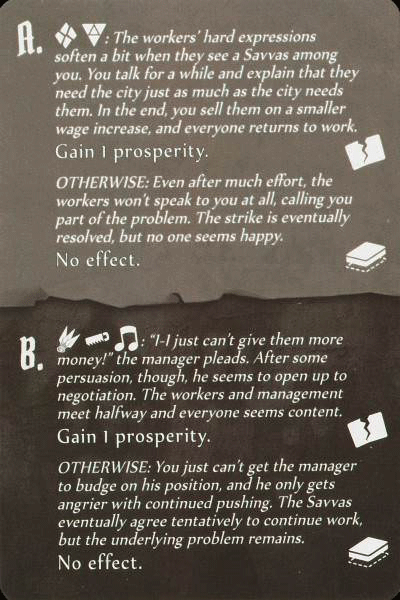 A. : The workers' hard expressions
soften a bit when they see a Savvas among
you. You talk for a while and explain that they
need the city just as much as the city needs
them. In the end, you sell them on a smaller
wage increase, and everyone returns to work.
Gain 1 prosperity.
OTHERWISE: Even after much effort, the
workers won't speak to you at all, calling you
part of the problem. The strike is eventually
resolved, but no one seems happy.
No effect.
B. : "I-I just can't give them more
money!" the manager pleads. After some
persuasion, though, he seems to open up to
negotiation. The workers and management
meet halfway and everyone seems content.
Gain 1 prosperity.
OTHERWISE: You just can't get the manager
to budge on his position, and he only gets
angrier with continued pushing. The Savvas
eventually agree tentatively to continue work,
but the underlying problem remains.
No effect.